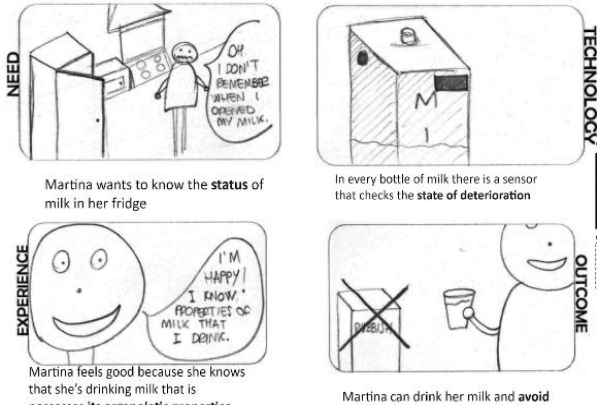 NEED
OH
I DON'T
REMEMBER
WHEN I
OPENED
MY MILK.
Martina wants to know the status of
milk in her fridge
TECHNOLOGY
M
I
In every bottle of milk there is a sensor
that checks the state of deterioration
EXPERIENCE
I'M
HAPPY!
I KNOW
PROPERTIES OF
MILK THAT
I DRINK.
Martina feels good because she knows
that she's drinking milk that is
OUTCOME
RUBBISH
Martina can drink her milk and avoid